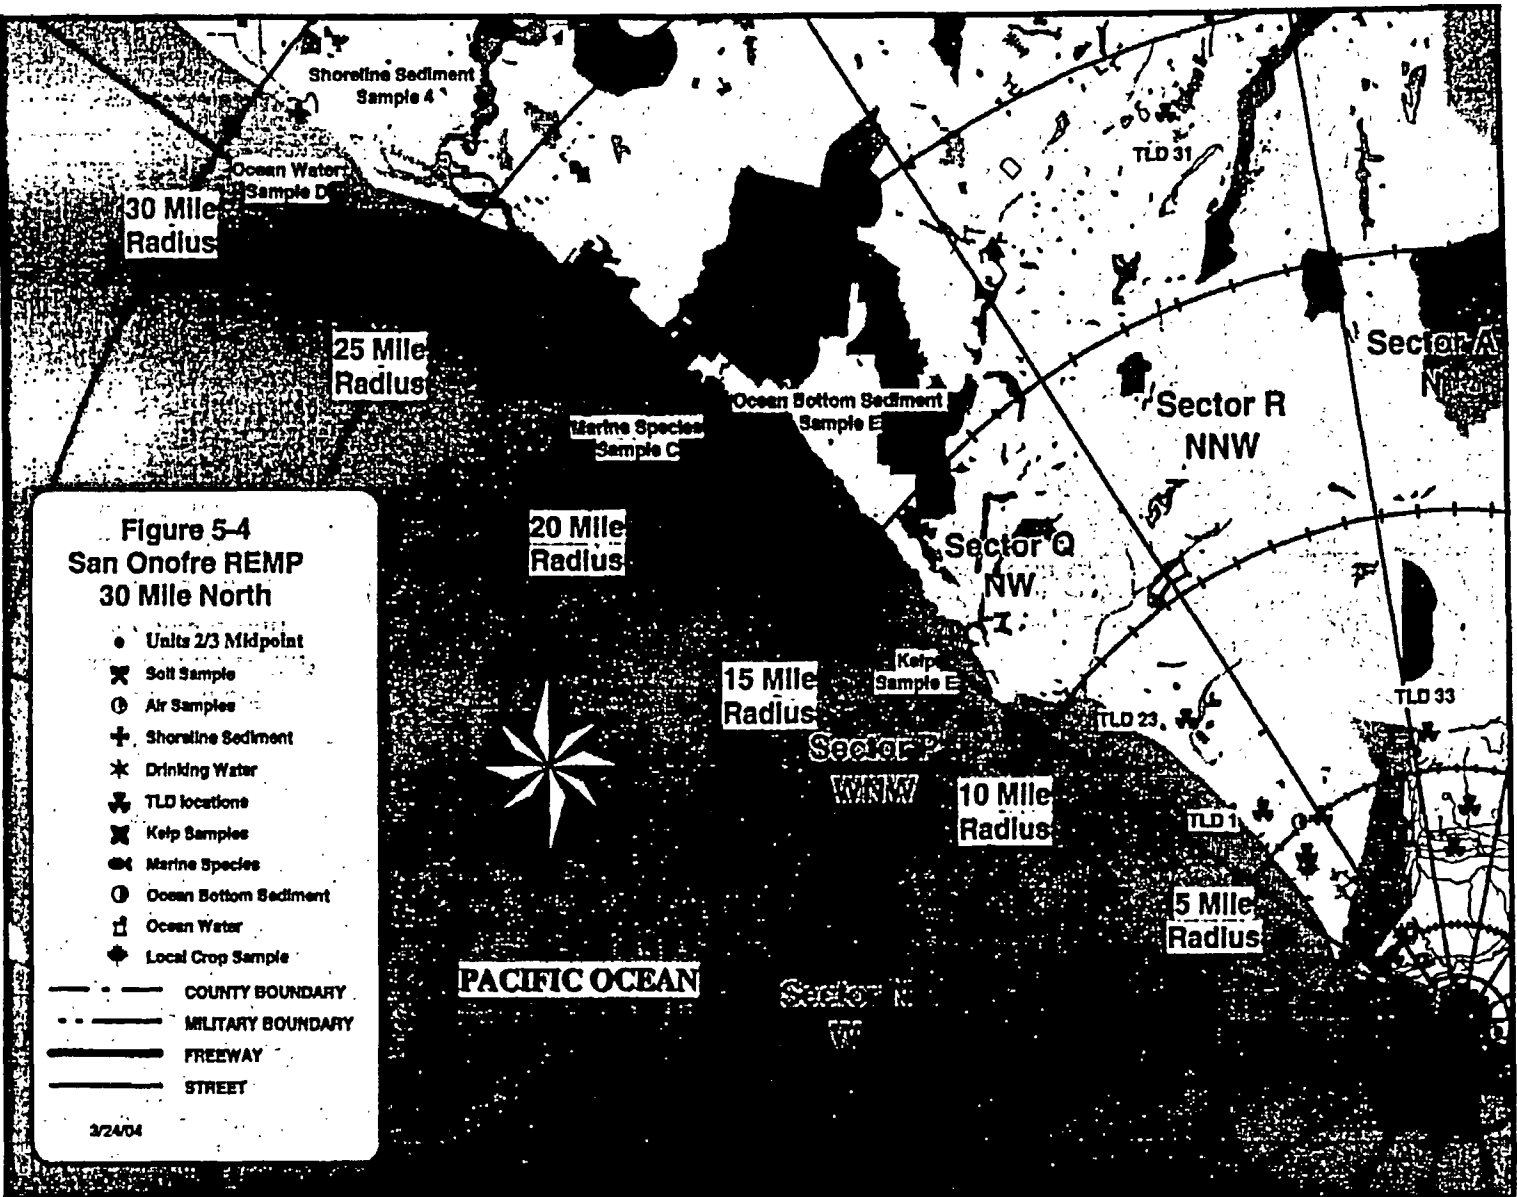 Shoreline Sediment
Sample 4
Ocean Water
Sample D
TLD 31
30 Mile
Radius
25 Mile
Radius
Sector A
N
Ocean Bottom Sediment
Sample E
Marine Species
Sample C
Sector R
NNW
20 Mile
Radius
Sector Q
NW
Kelp
Sample E
15 Mile
Radius
TLD 33
TLD 23
Sector P
WNW
10 Mile
Radius
TLD 1
5 Mile
Radius
PACIFIC OCEAN
Sector N
W
Figure 5-4
San Onofre REMP
30 Mile North
Units 2/3 Midpoint
Soil Sample
Air Samples
Shoreline Sediment
Drinking Water
TLD locations
Kelp Samples
Marine Species
Ocean Bottom Sediment
Ocean Water
Local Crop Sample
COUNTY BOUNDARY
MILITARY BOUNDARY
FREEWAY
STREET
3/24/04